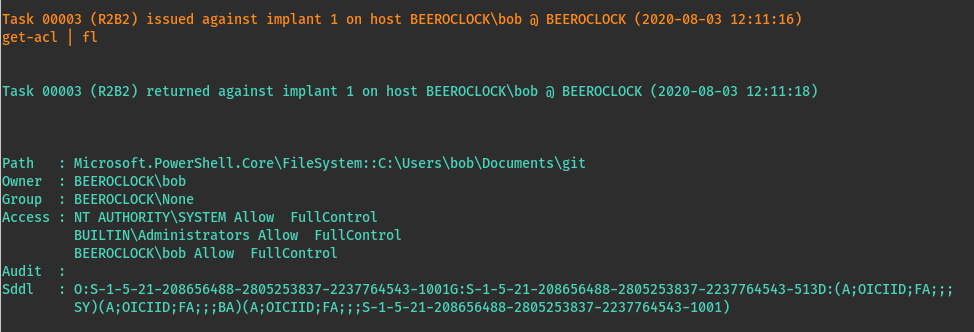 Task 00003 (R2B2) issued against implant 1 on host BEEROCLOCK\bob @ BEEROCLOCK (2020-08-03 12:11:16)
get-acl | fl
Task 00003 (R2B2) returned against implant 1 on host BEEROCLOCK\bob @ BEEROCLOCK (2020-08-03 12:11:18)
Path   : Microsoft.PowerShell.Core\FileSystem::C:\Users\bob\Documents\git
Owner  : BEEROCLOCK\bob
Group  : BEEROCLOCK\None
Access : NT AUTHORITY\SYSTEM Allow  FullControl
         BUILTIN\Administrators Allow  FullControl
         BEEROCLOCK\bob Allow  FullControl
Audit  :
Sddl   : O:S-1-5-21-208656488-2805253837-2237764543-1001G:S-1-5-21-208656488-2805253837-2237764543-513D:(A;OICIID;FA;;;
         SY)(A;OICIID;FA;;;BA)(A;OICIID;FA;;;S-1-5-21-208656488-2805253837-2237764543-1001)